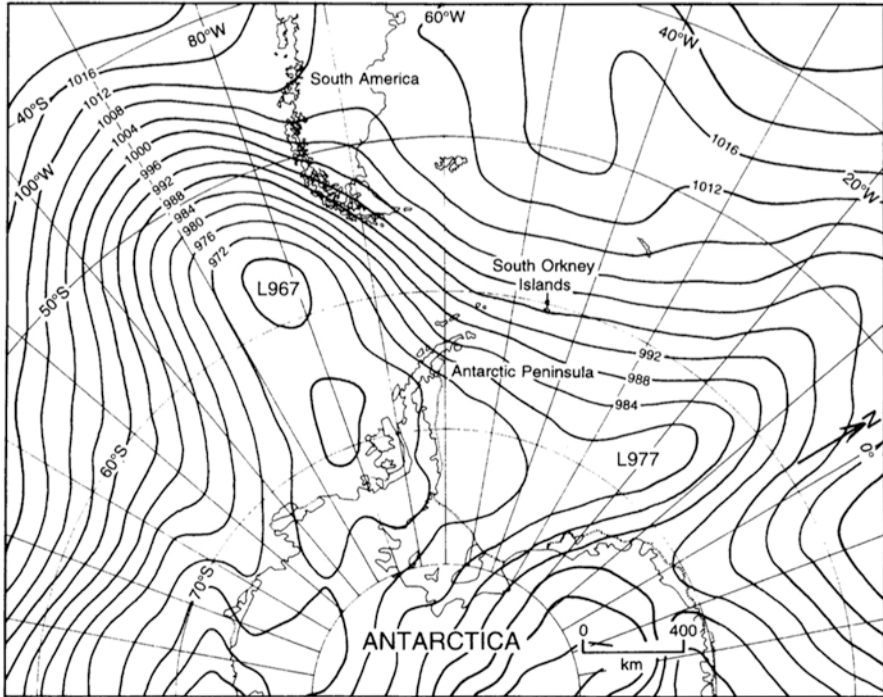 60°W
80°W
40°W
South America
1016
40°S
1012
1008
1004
1000
996
992
988
984
980
976
972
100°W
1016
1012
20°W
L967
50°S
South Orkney
Islands
992
Antarctic Peninsula
988
984
N
0°
L977
60°S
70°S
ANTARCTICA
0 400
km